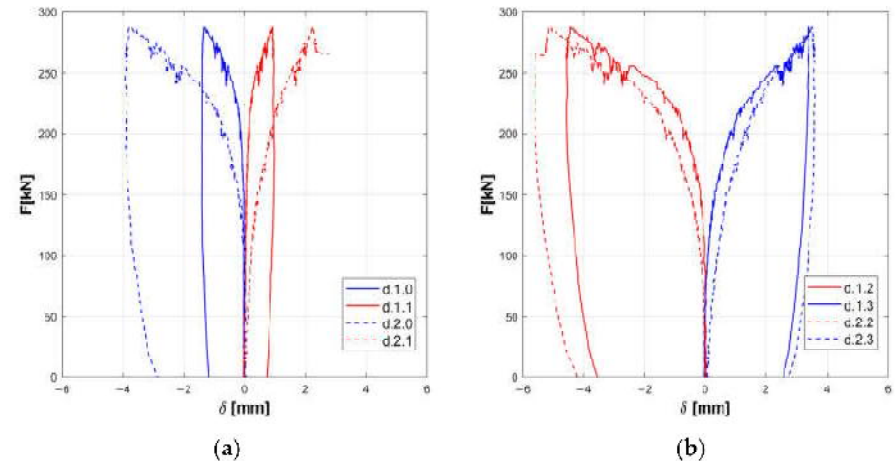 300
250
200
150
100
50
0
F[kN]
d.1.0
d.1.1
d.2.0
d.2.1
−6 −4 −2 0 2 4 6
δ [mm]
(a)
300
250
200
150
100
50
0
F[kN]
d.1.2
d.1.3
d.2.2
d.2.3
−6 −4 −2 0 2 4 6
δ [mm]
(b)